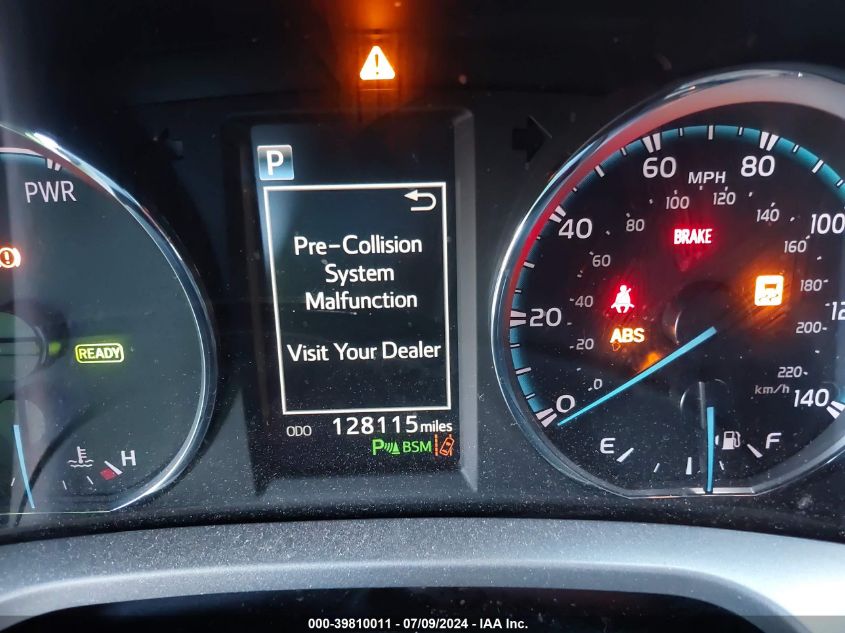 P
PWR
Pre-Collision
System
Malfunction
Visit Your Dealer
READY
H
ODO 128115 miles
P BSM
MPH
60 80
40 100
20
0 140
80 100 120 140
60 160
40 180
20 200
0 220
km/h
BRAKE
ABS
E F
000-39810011 - 07/09/2024 - IAA Inc.